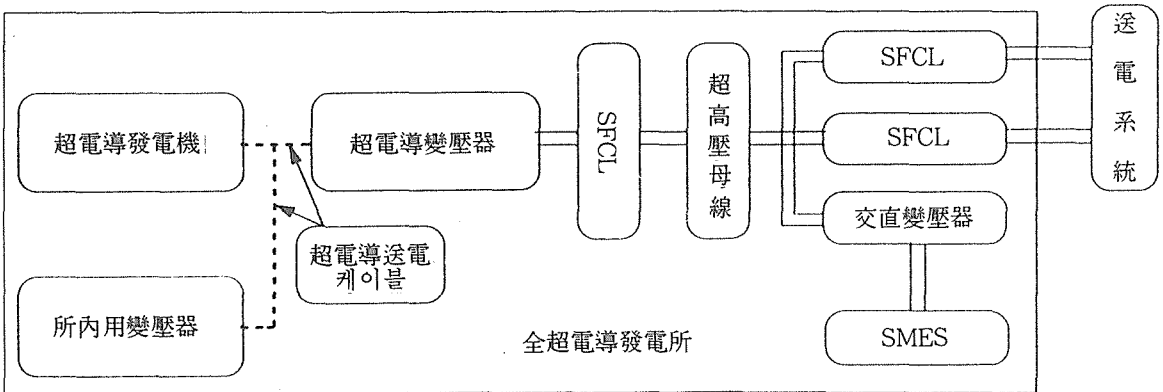 超電導發電機
超電導變壓器
SFCL
超高壓母線
SFCL
SFCL
交直變壓器
SMES
送電系統
超電導送電
케이블
所內用變壓器
全超電導發電所